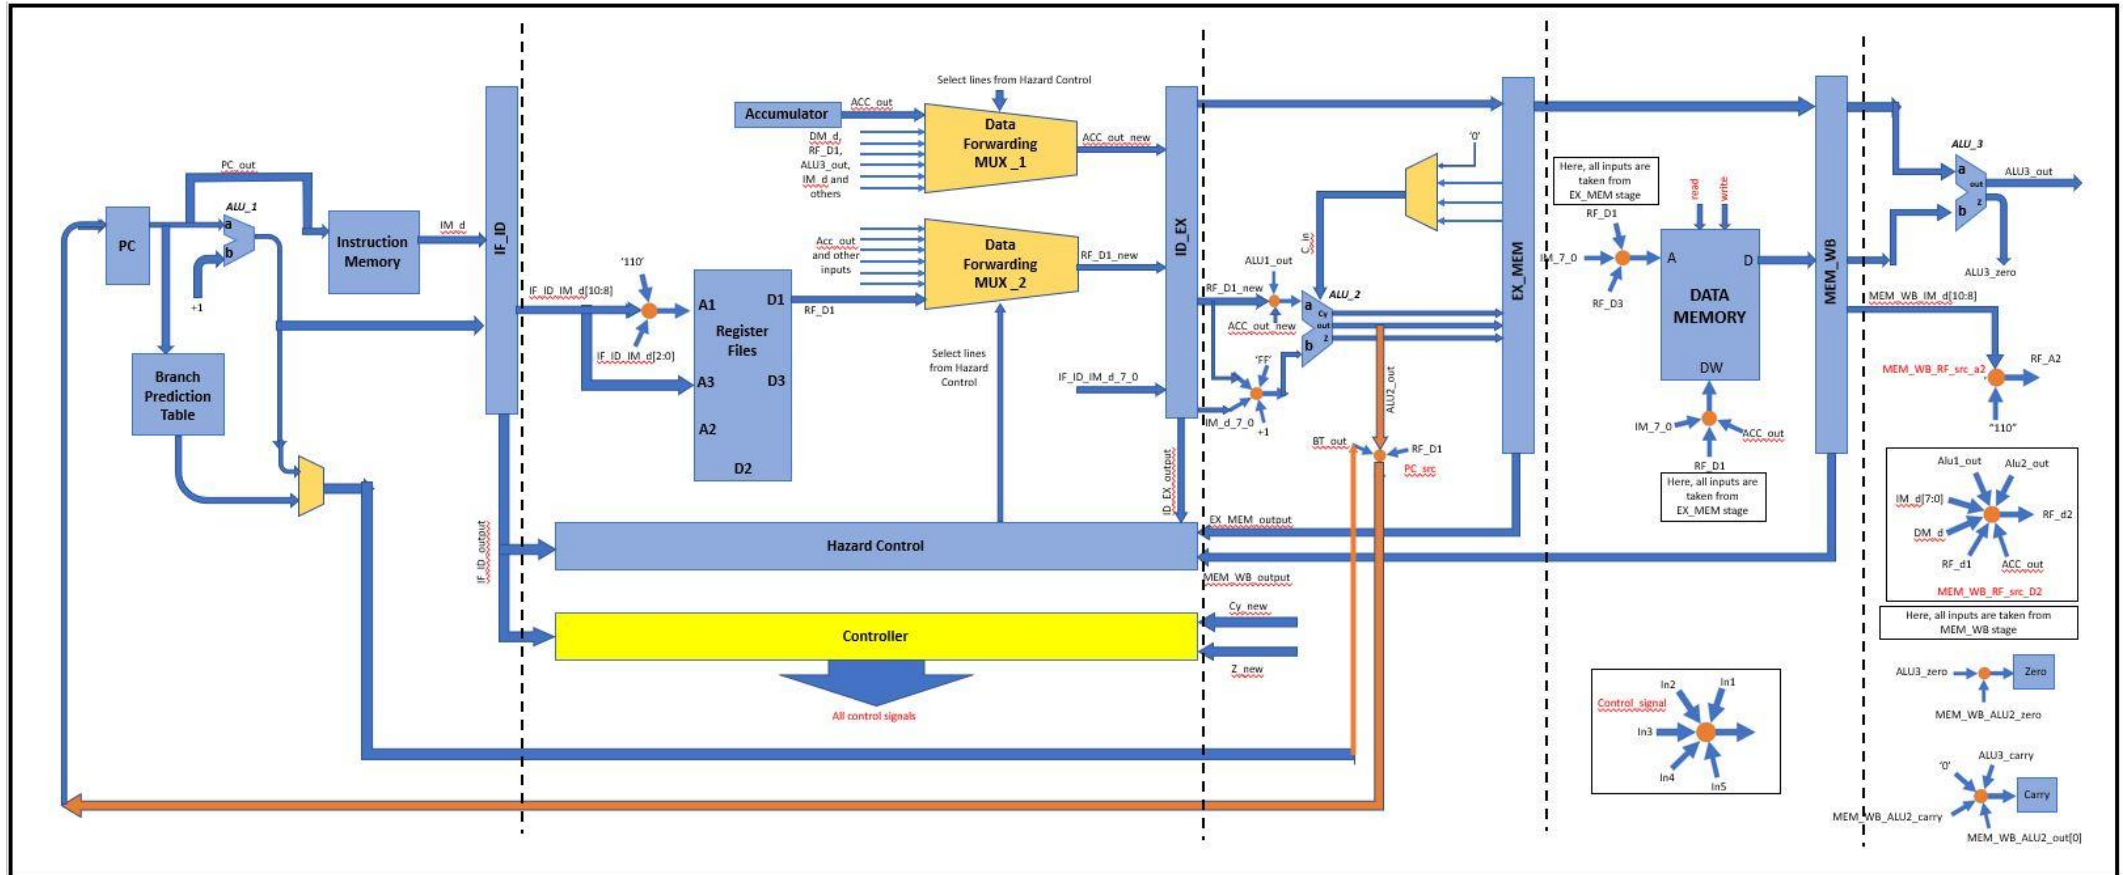 Select lines from Hazard Control
Accumulator
ACC_out
DM_d,
RF_D1,
ALU3_out,
IM_d and
others
Data
Forwarding
MUX _1
ACC_out_new
PC_out
ALU_1
a
b
+1
PC
Instruction
Memory
IM_d
IF_ID
Branch
Prediction
Table
IF_ID_IM_d[10:8]
'110'
IF_ID_IM_d[2:0]
A1
D1
Register
Files
A3
D3
A2
D2
RF_D1
Acc_out
and other
inputs
Data
Forwarding
MUX _2
RF_D1_new
Select lines
from Hazard
Control
IF_ID_IM_d_7_0
ID_EX
'0'
C_in
ALU1_out
RF_D1_new
ACC_out_new
ALU_2
a
Cy
out
z
b
'FF'
IM_d_7_0
+1
ALU2_out
BT_out
RF_D1
PC_src
EX_MEM
ID_EX_output
EX_MEM_output
IF_ID_output
Hazard Control
MEM_WB_output
Cy_new
Controller
Z_new
All control signals
Here, all inputs are
taken from
EX_MEM stage
RF_D1
IM_7_0
RF_D3
read
write
A
D
DATA
MEMORY
DW
IM_7_0
ACC_out
RF_D1
Here, all inputs are
taken from
EX_MEM stage
MEM_WB
ALU_3
a
out
z
b
ALU3_out
ALU3_zero
MEM_WB_IM_d[10:8]
RF_A2
MEM_WB_RF_src_a2
"110"
Alu1_out
Alu2_out
IM_d[7:0]
RF_d2
DM_d
RF_d1
ACC_out
MEM_WB_RF_src_D2
Here, all inputs are taken from
MEM_WB stage
ALU3_zero
Zero
MEM_WB_ALU2_zero
In2
In1
Control_signal
In3
In4
In5
ALU3_carry
'0'
Carry
MEM_WB_ALU2_carry
MEM_WB_ALU2_out[0]